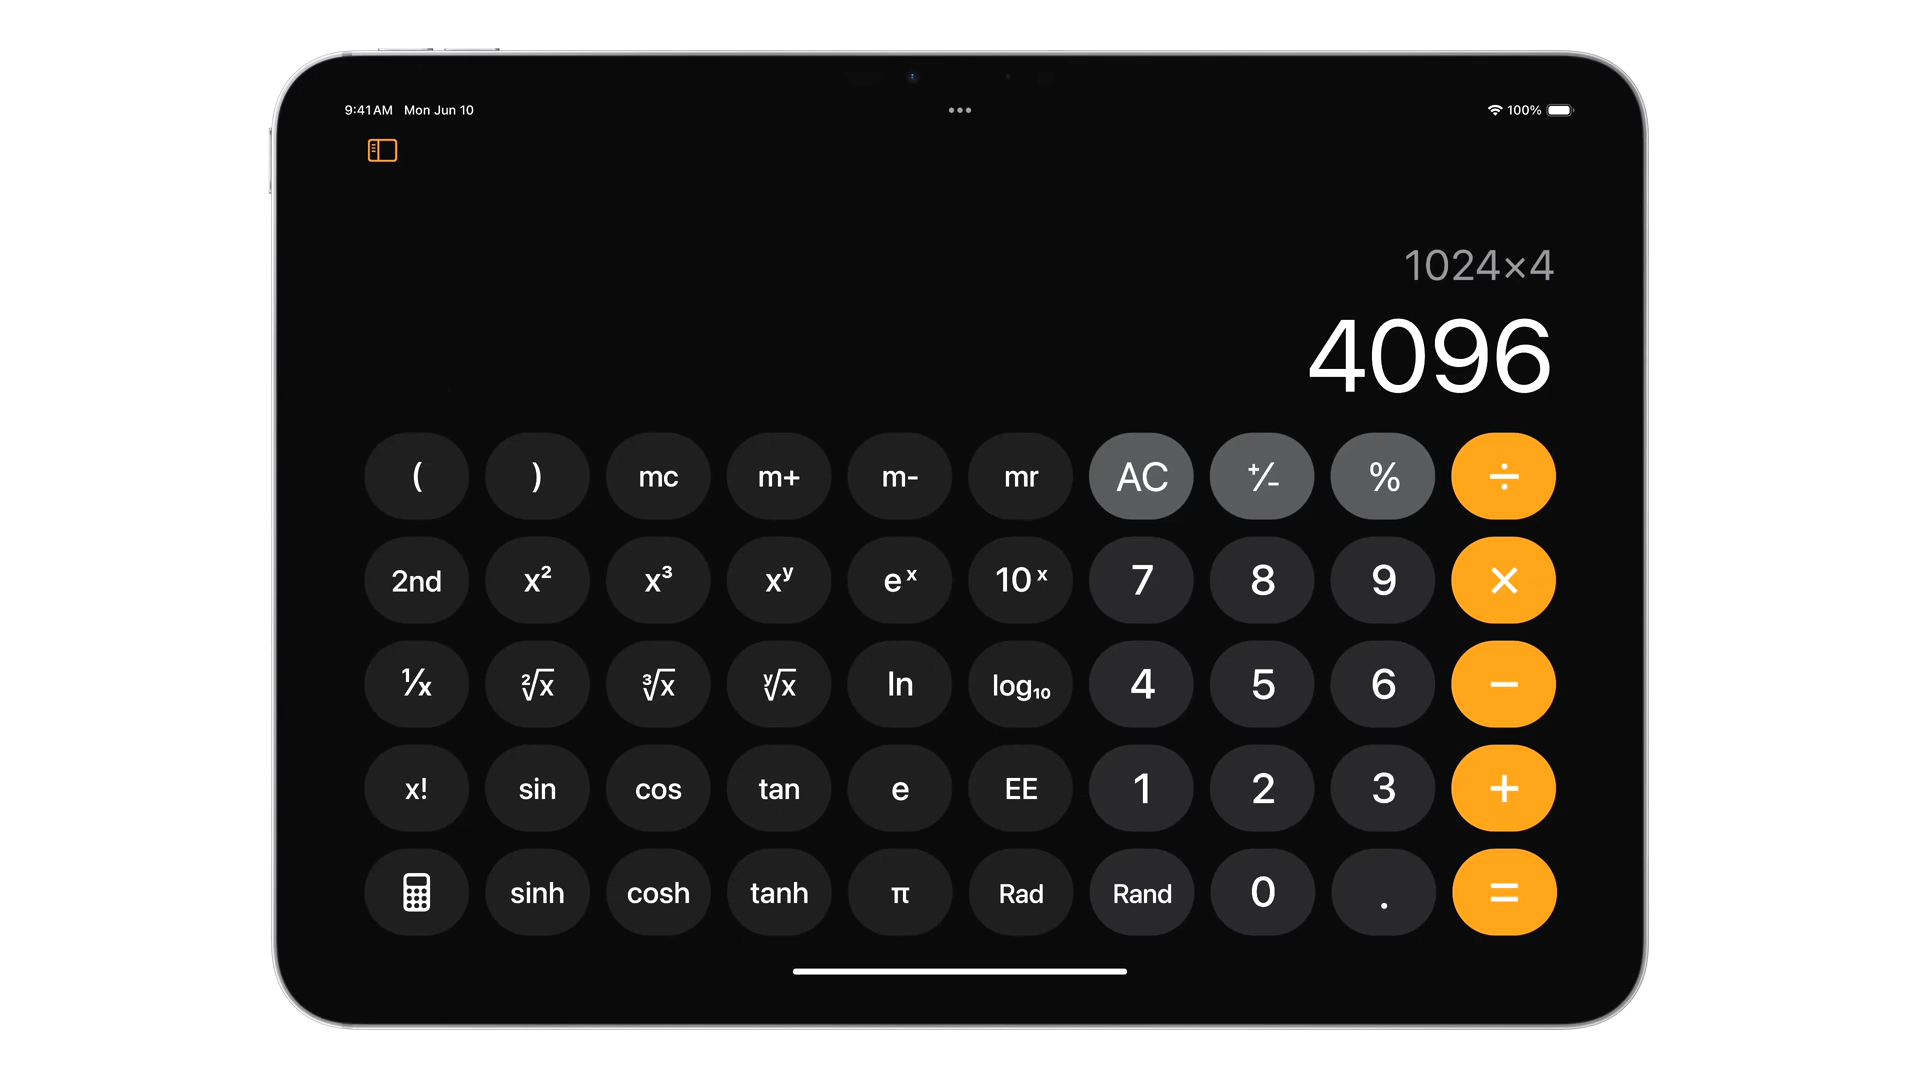 9:41 AM Mon Jun 10 100%
1024×4
4096
( ) mc m+ m- mr AC +/- % ÷
2nd x² x³ xʸ eˣ 10ˣ 7 8 9 ×
1/x ²√x ³√x ʸ√x ln log₁₀ 4 5 6 −
x! sin cos tan e EE 1 2 3 +
sinh cosh tanh π Rad Rand 0 . =